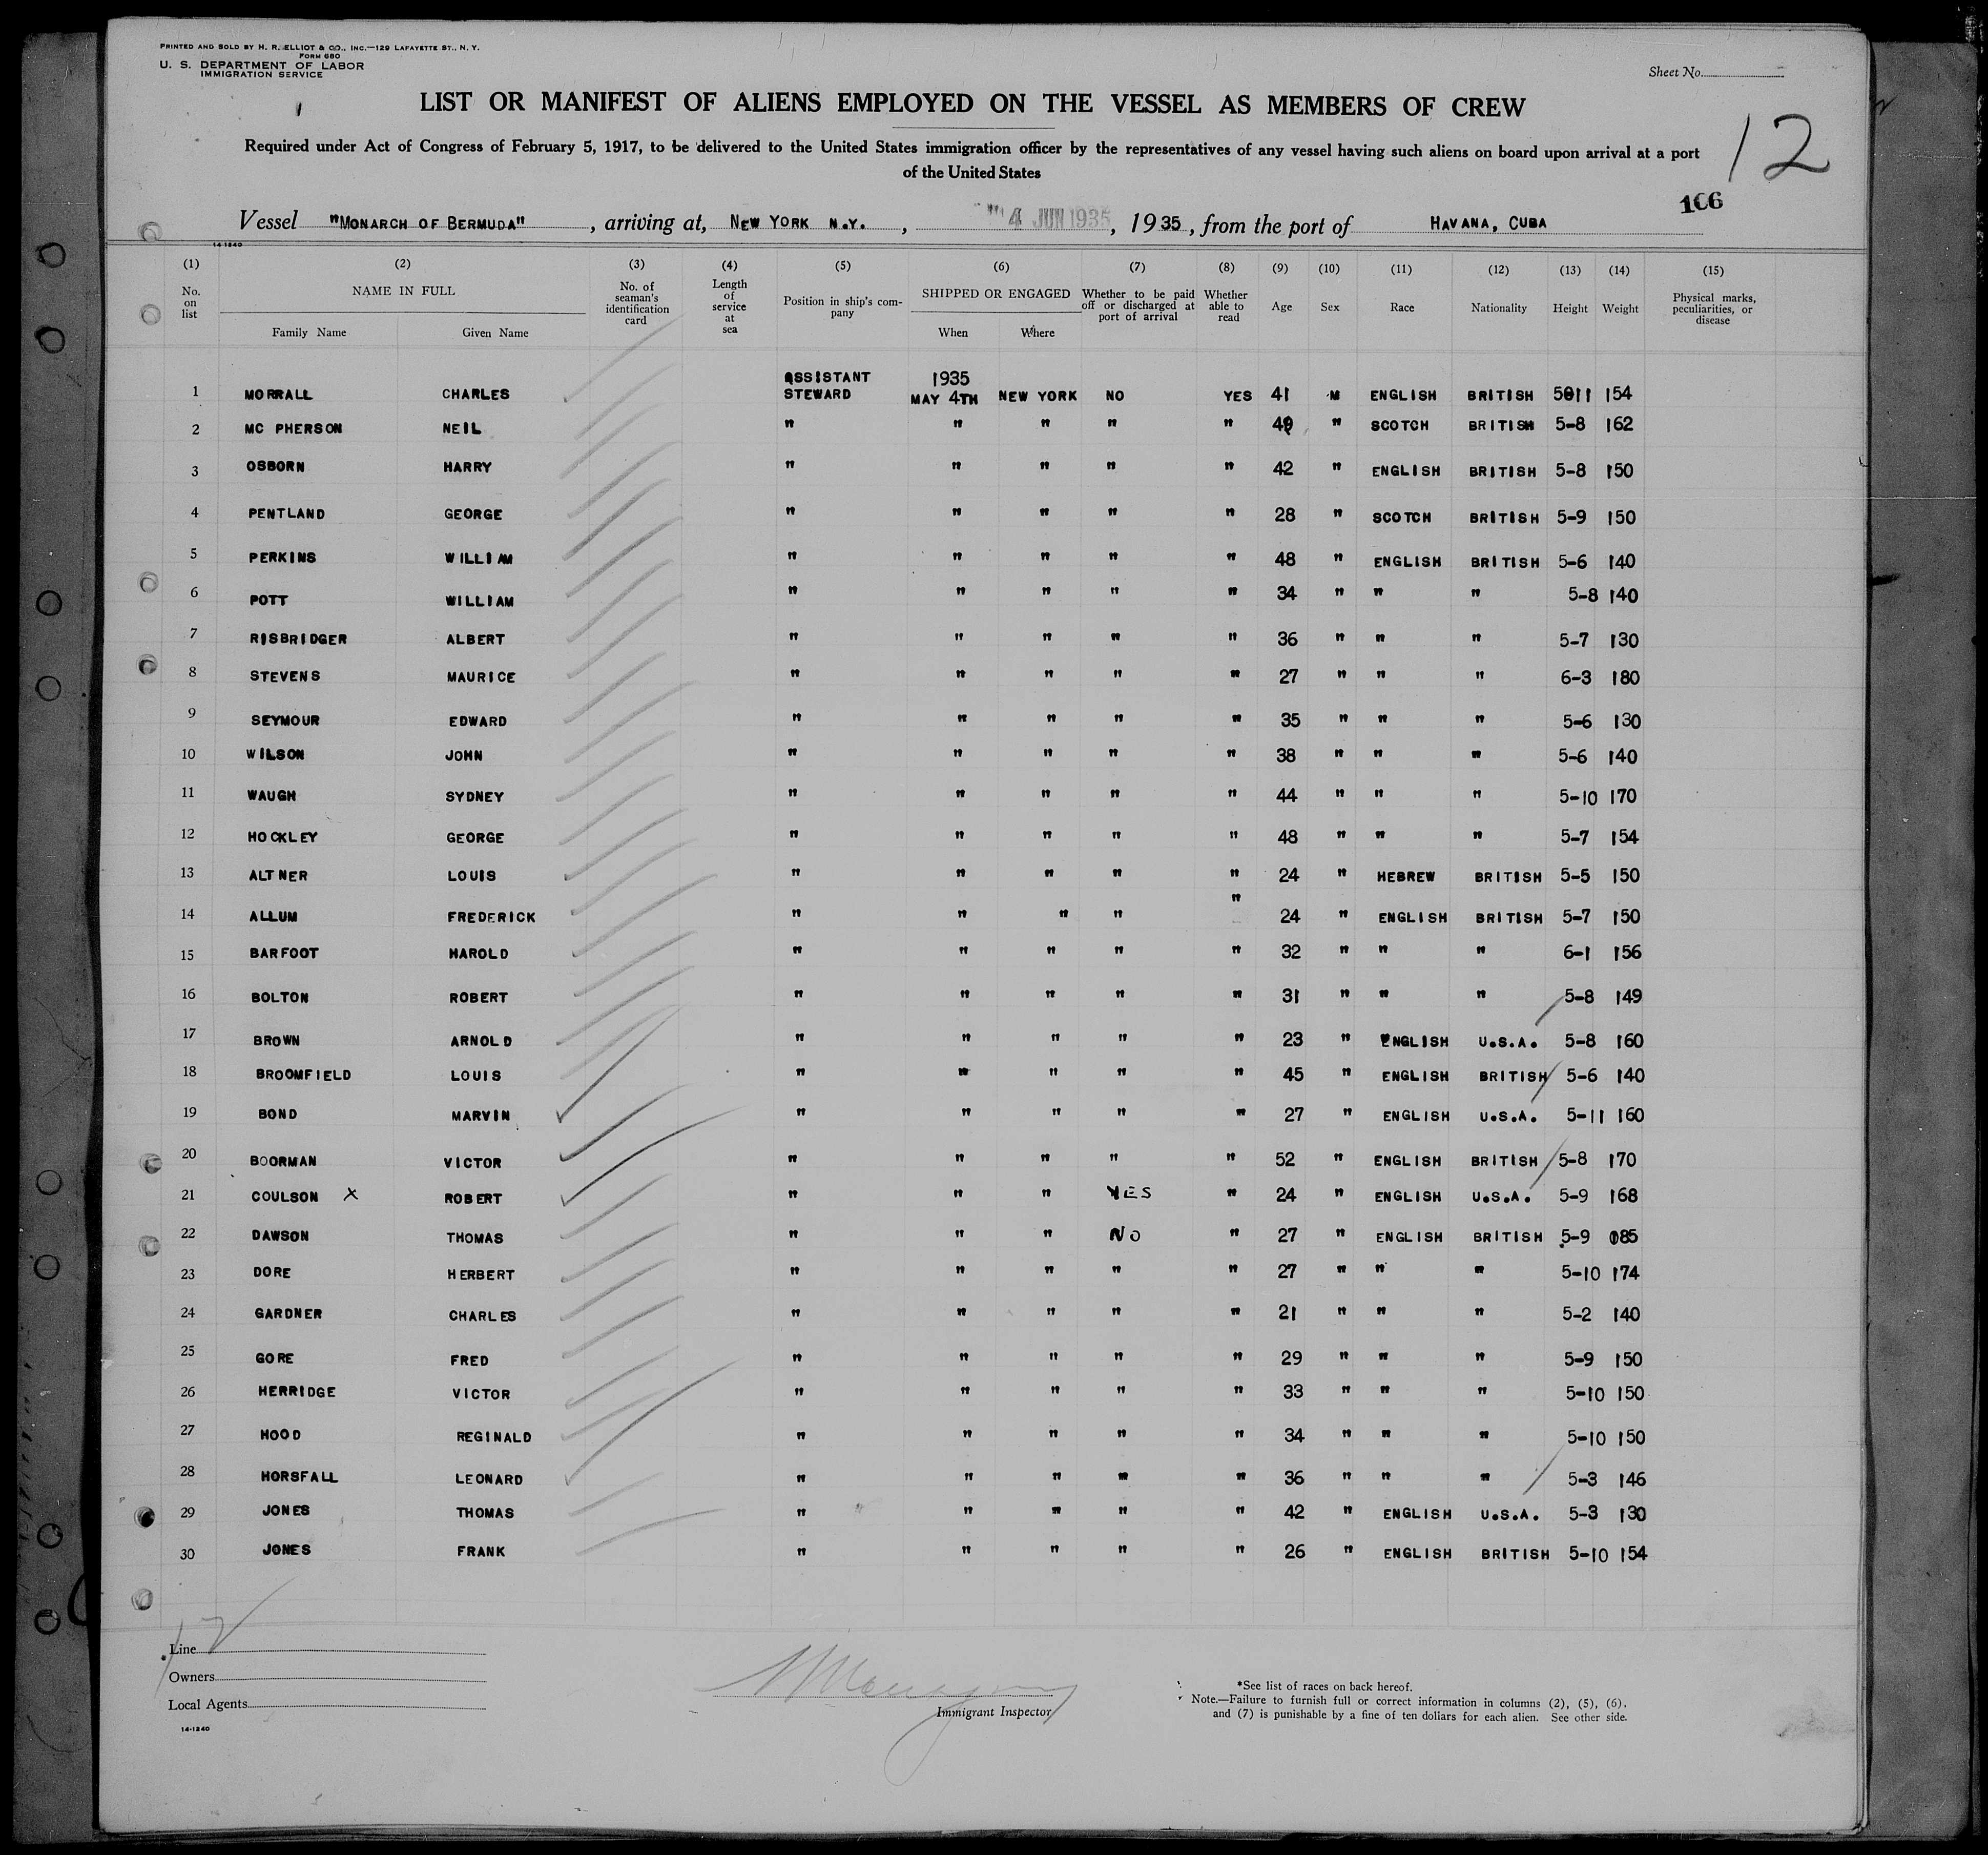 PRINTED AND SOLD BY H. R. ELLIOT & CO., INC.—129 LAFAYETTE ST., N. Y.
FORM 680
U. S. DEPARTMENT OF LABOR
IMMIGRATION SERVICE
Sheet No.
LIST OR MANIFEST OF ALIENS EMPLOYED ON THE VESSEL AS MEMBERS OF CREW
12
Required under Act of Congress of February 5, 1917, to be delivered to the United States immigration officer by the representatives of any vessel having such aliens on board upon arrival at a port
of the United States
166
Vessel "MONARCH OF BERMUDA", arriving at, NEW YORK N.Y., 4 JUN 1935, 1935, from the port of HAVANA, CUBA
14-1240
(1) (2) (3) (4) (5) (6) (7) (8) (9) (10) (11) (12) (13) (14) (15)
No. on list NAME IN FULL Family Name Given Name No. of seaman's identification card Length of service at sea Position in ship's company SHIPPED OR ENGAGED When Where Whether to be paid off or discharged at port of arrival Whether able to read Age Sex Race Nationality Height Weight Physical marks, peculiarities, or disease
1 MORRALL CHARLES ASSISTANT STEWARD 1935 MAY 4TH NEW YORK NO YES 41 M ENGLISH BRITISH 5011 154
2 MC PHERSON NEIL " " " " " 49 " SCOTCH BRITISH 5-8 162
3 OSBORN HARRY " " " " " 42 " ENGLISH BRITISH 5-8 150
4 PENTLAND GEORGE " " " " " 28 " SCOTCH BRITISH 5-9 150
5 PERKINS WILLIAM " " " " " 48 " ENGLISH BRITISH 5-6 140
6 POTT WILLIAM " " " " " 34 " " " 5-8 140
7 RISBRIDGER ALBERT " " " " " 36 " " " 5-7 130
8 STEVENS MAURICE " " " " " 27 " " " 6-3 180
9 SEYMOUR EDWARD " " " " " 35 " " " 5-6 130
10 WILSON JOHN " " " " " 38 " " " 5-6 140
11 WAUGH SYDNEY " " " " " 44 " " " 5-10 170
12 HOCKLEY GEORGE " " " " " 48 " " " 5-7 154
13 ALTNER LOUIS " " " " " 24 " HEBREW BRITISH 5-5 150
14 ALLUM FREDERICK " " " " " 24 " ENGLISH BRITISH 5-7 150
15 BARFOOT HAROLD " " " " " 32 " " " 6-1 156
16 BOLTON ROBERT " " " " " 31 " " " 5-8 149
17 BROWN ARNOLD " " " " " 23 " ENGLISH U.S.A. 5-8 160
18 BROOMFIELD LOUIS " " " " " 45 " ENGLISH BRITISH 5-6 140
19 BOND MARVIN " " " " " 27 " ENGLISH U.S.A. 5-11 160
20 BOORMAN VICTOR " " " " " 52 " ENGLISH BRITISH 5-8 170
21 COULSON X ROBERT " " " YES " 24 " ENGLISH U.S.A. 5-9 168
22 DAWSON THOMAS " " " NO " 27 " ENGLISH BRITISH 5-9 085
23 DORE HERBERT " " " " " 27 " " " 5-10 174
24 GARDNER CHARLES " " " " " 21 " " " 5-2 140
25 GORE FRED " " " " " 29 " " " 5-9 150
26 HERRIDGE VICTOR " " " " " 33 " " " 5-10 150
27 HOOD REGINALD " " " " " 34 " " " 5-10 150
28 HORSFALL LEONARD " " " " " 36 " " " 5-3 146
29 JONES THOMAS " " " " " 42 " ENGLISH U.S.A. 5-3 130
30 JONES FRANK " " " " " 26 " ENGLISH BRITISH 5-10 154
12
Line
Owners
Local Agents
14-1240
Immigrant Inspector
*See list of races on back hereof.
Note.—Failure to furnish full or correct information in columns (2), (5), (6),
and (7) is punishable by a fine of ten dollars for each alien. See other side.